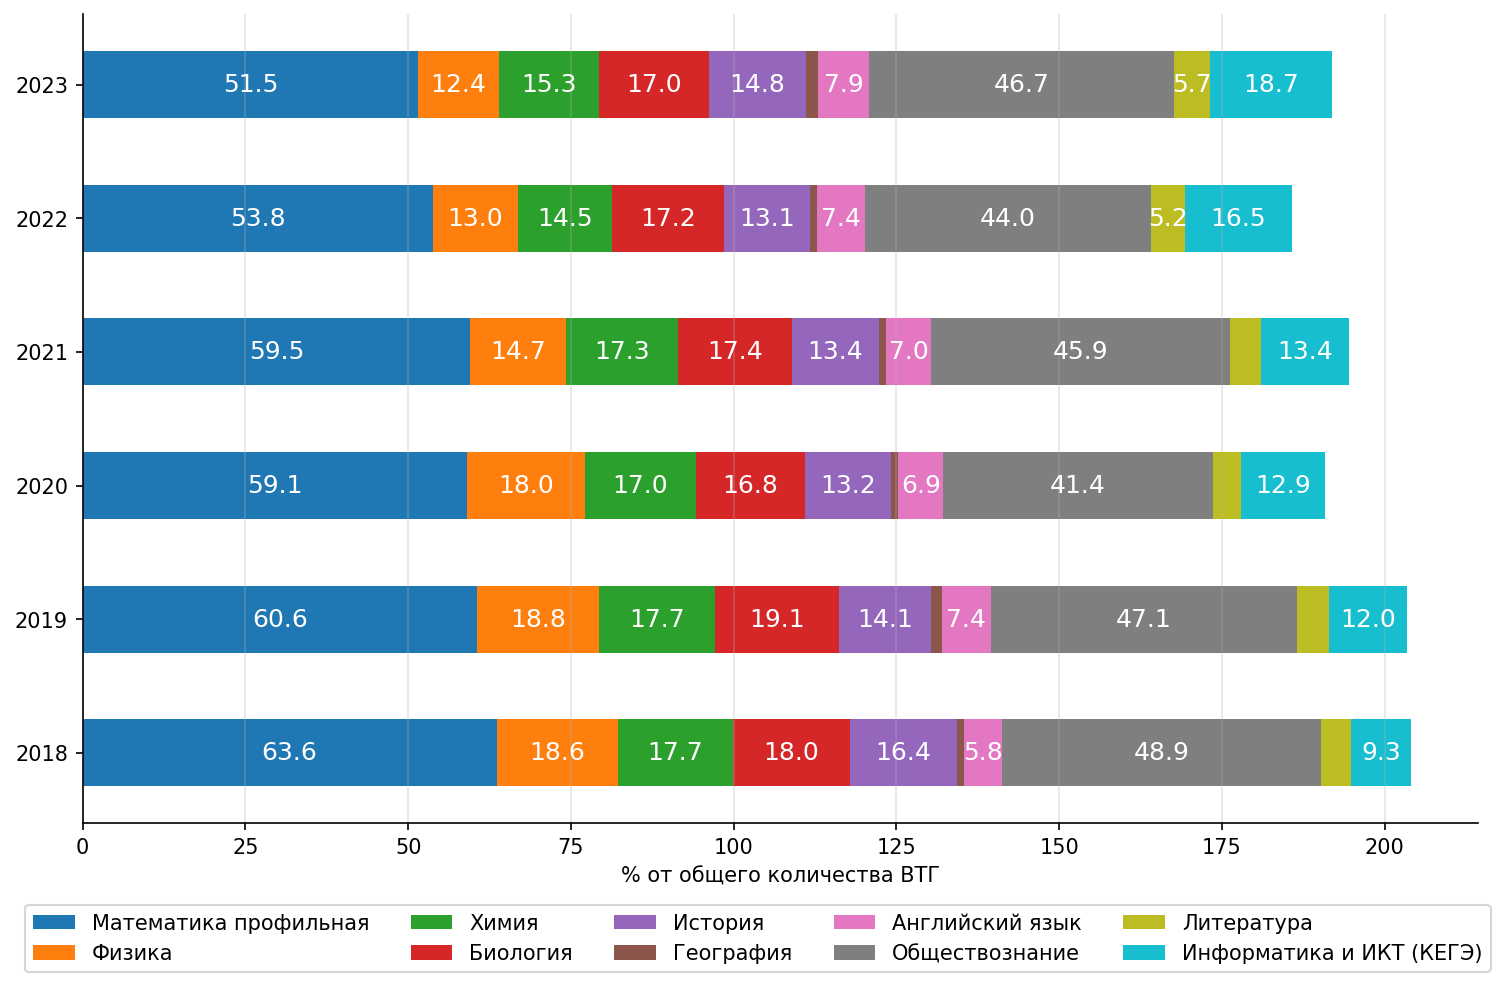 2023 51.5 12.4 15.3 17.0 14.8 7.9 46.7 5.7 18.7
2022 53.8 13.0 14.5 17.2 13.1 7.4 44.0 5.2 16.5
2021 59.5 14.7 17.3 17.4 13.4 7.0 45.9 13.4
2020 59.1 18.0 17.0 16.8 13.2 6.9 41.4 12.9
2019 60.6 18.8 17.7 19.1 14.1 7.4 47.1 12.0
2018 63.6 18.6 17.7 18.0 16.4 5.8 48.9 9.3
0 25 50 75 100 125 150 175 200
% от общего количества ВТГ
Математика профильная Химия История Английский язык Литература
Физика Биология География Обществознание Информатика и ИКТ (КЕГЭ)